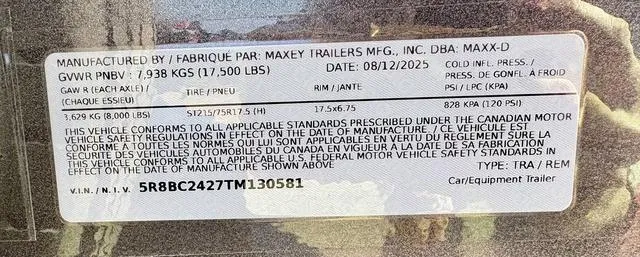 MANUFACTURED BY / FABRIQUÉ PAR: MAXEY TRAILERS MFG., INC. DBA: MAXX-D
GVWR PNBV : 7,938 KGS (17,500 LBS) DATE: 08/12/2025 COLD INFL. PRESS. /
PRESS. DE GONFL. À FROID
GAWR (EACH AXLE) / TIRE / PNEU RIM / JANTE PSI / LPC (KPA)
(CHAQUE ESSIEU)
3,629 KG (8,000 LBS) ST215/75R17.5 (H) 17.5x6.75 828 KPA (120 PSI)
THIS VEHICLE CONFORMS TO ALL APPLICABLE STANDARDS PRESCRIBED UNDER THE CANADIAN MOTOR
VEHICLE SAFETY REGULATIONS IN EFFECT ON THE DATE OF MANUFACTURE. / CE VEHICULE EST
CONFORME A TOUTES LES NORMES QUI LUI SONT APPLICABLES EN VERTU DU REGLEMENT SUR LA
SECURITE DES VEHICULES AUTOMOBILES DU CANADA EN VIGUEUR A LA DATE DE SA FABRICATION
THIS VEHICLE CONFORMS TO ALL APPLICABLE U.S. FEDERAL MOTOR VEHICLE SAFETY STANDARDS IN
EFFECT ON THE DATE OF MANUFACTURE SHOWN ABOVE
TYPE: TRA / REM
V.I.N. / N.I.V. 5R8BC2427TM130581 Car/Equipment Trailer